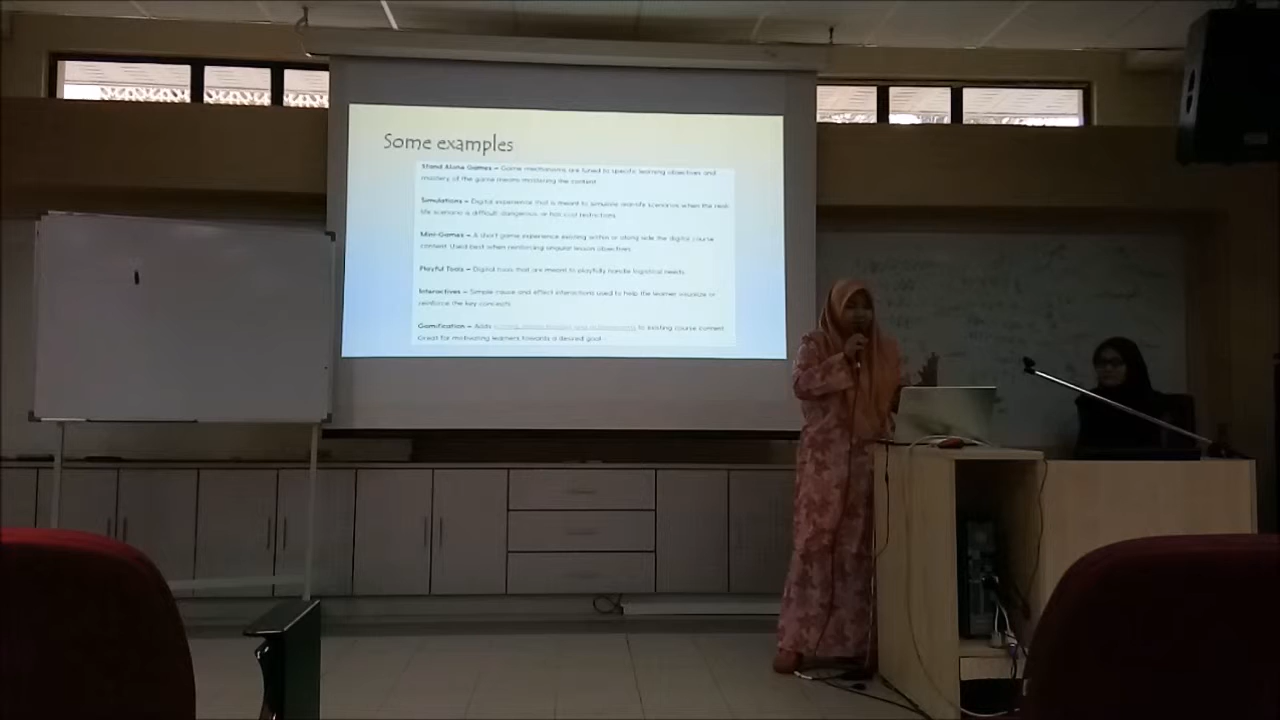 Some examples
Stand Alone Games – Game mechanisms are tuned to specific learning objectives and
mastery of the game means mastering the content
Simulations – Digital experience that is meant to simulate real-life scenarios when the real-
life scenario is difficult, dangerous, or has cost restrictions.
Mini-Games – A short game experience existing within or along side the digital course
content. Used best when reinforcing singular lesson objectives.
Playful Tools – Digital tools that are meant to playfully handle logistical needs.
Interactives – Simple cause and effect interactions used to help the learner visualize or
reinforce the key concepts.
Gamification – Adds to existing course content.
Great for motivating learners towards a desired goal.